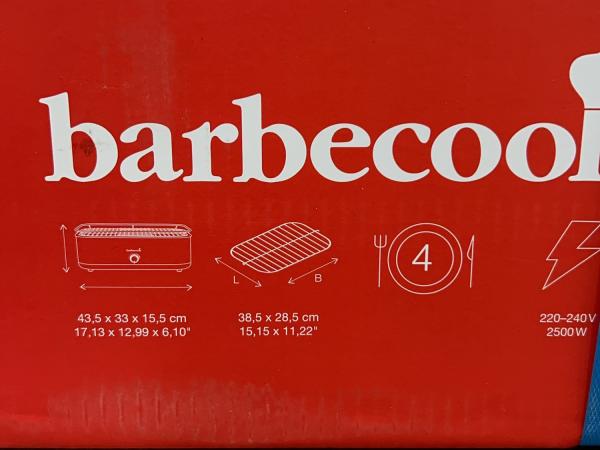 barbecook
L
B
4
43,5 x 33 x 15,5 cm
17,13 x 12,99 x 6,10"
38,5 x 28,5 cm
15,15 x 11,22"
220–240V
2500W